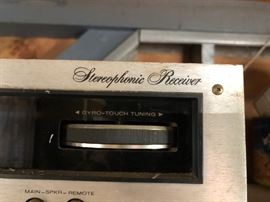 Stereophonic Receiver
◄ GYRO-TOUCH TUNING ►
MAIN-SPKR-REMOTE